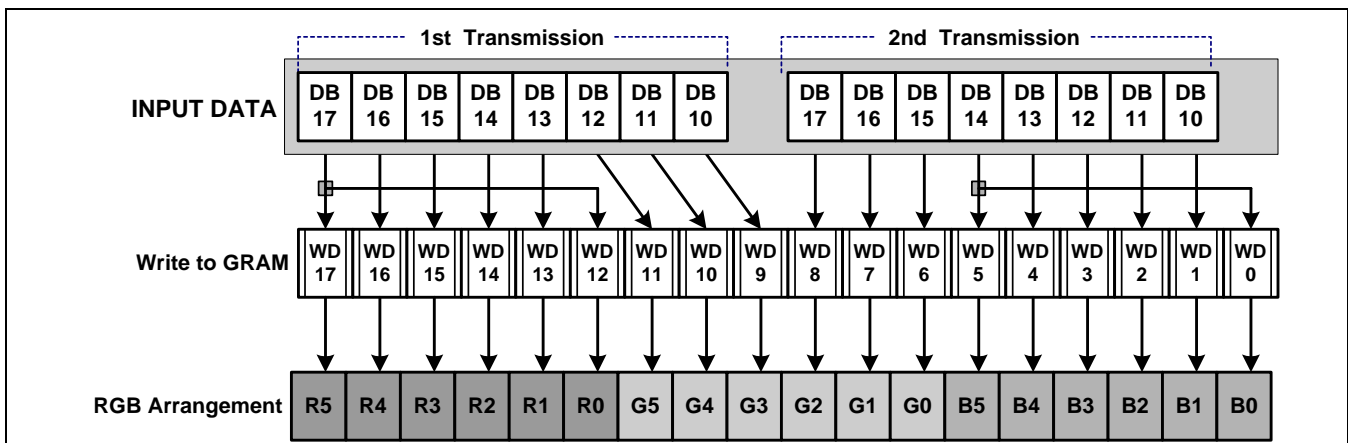 1st Transmission 2nd Transmission
INPUT DATA
DB 17 DB 16 DB 15 DB 14 DB 13 DB 12 DB 11 DB 10 DB 17 DB 16 DB 15 DB 14 DB 13 DB 12 DB 11 DB 10
Write to GRAM
WD 17 WD 16 WD 15 WD 14 WD 13 WD 12 WD 11 WD 10 WD 9 WD 8 WD 7 WD 6 WD 5 WD 4 WD 3 WD 2 WD 1 WD 0
RGB Arrangement R5 R4 R3 R2 R1 R0 G5 G4 G3 G2 G1 G0 B5 B4 B3 B2 B1 B0